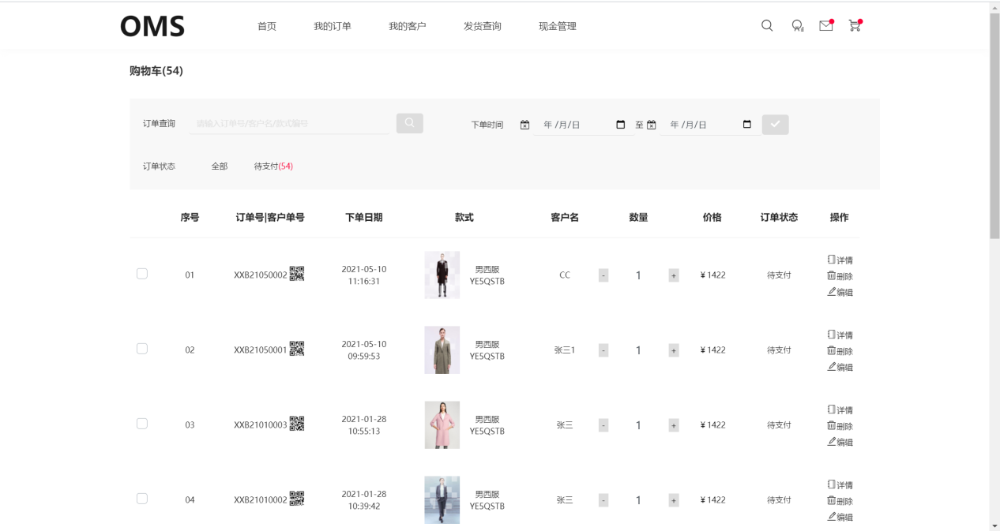 OMS 首页 我的订单 我的客户 发货查询 现金管理
购物车(54)
订单查询 请输入订单号/客户名/款式编号 下单时间 年 /月/日 至 年 /月/日
订单状态 全部 待支付(54)
序号 订单号|客户单号 下单日期 款式 客户名 数量 价格 订单状态 操作
01 XXB21050002 2021-05-10 11:16:31 男西服 YE5QSTB CC - 1 + ¥ 1422 待支付 详情 删除 编辑
02 XXB21050001 2021-05-10 09:59:53 男西服 YE5QSTB 张三1 - 1 + ¥ 1422 待支付 详情 删除 编辑
03 XXB21010003 2021-01-28 10:55:13 男西服 YE5QSTB 张三 - 1 + ¥ 1422 待支付 详情 删除 编辑
04 XXB21010002 2021-01-28 10:39:42 男西服 YE5QSTB 张三 - 1 + ¥ 1422 待支付 详情 删除 编辑